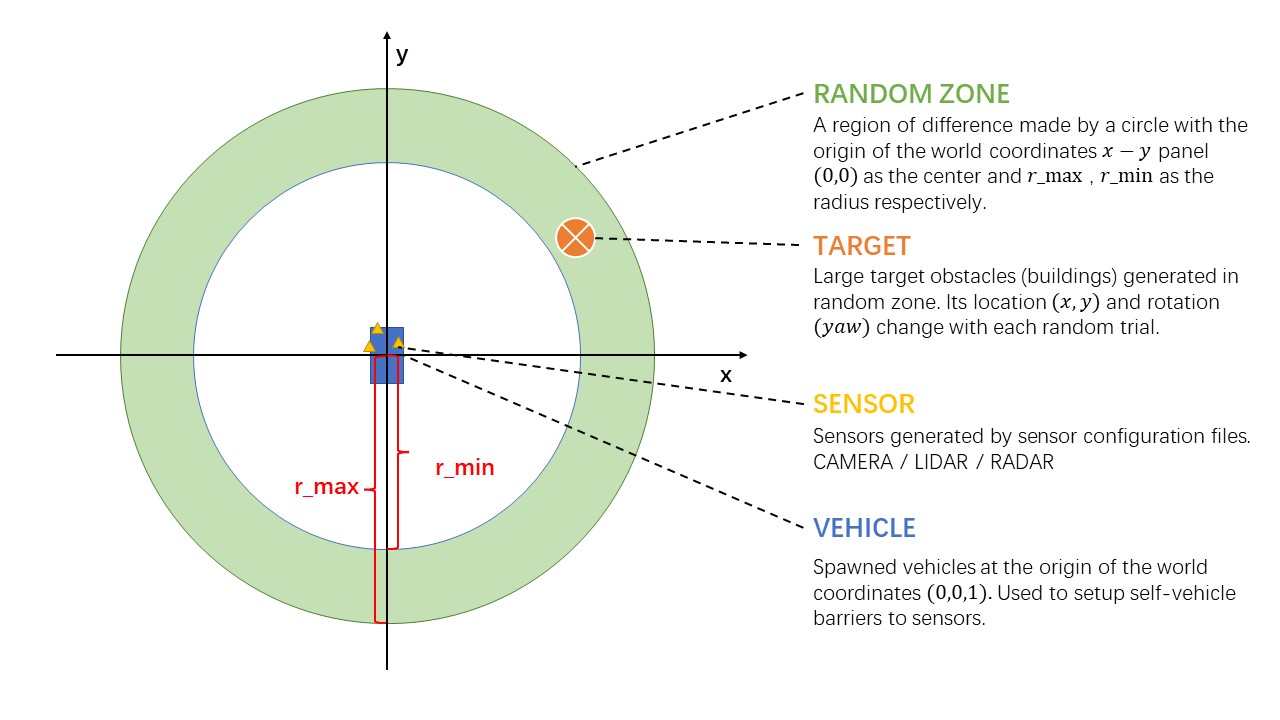 y
RANDOM ZONE
A region of difference made by a circle with the
origin of the world coordinates x − y panel
(0,0) as the center and r_max , r_min as the
radius respectively.
TARGET
Large target obstacles (buildings) generated in
random zone. Its location (x, y) and rotation
(yaw) change with each random trial.
x
SENSOR
Sensors generated by sensor configuration files.
CAMERA / LIDAR / RADAR
r_min
r_max
VEHICLE
Spawned vehicles at the origin of the world
coordinates (0,0,1). Used to setup self-vehicle
barriers to sensors.